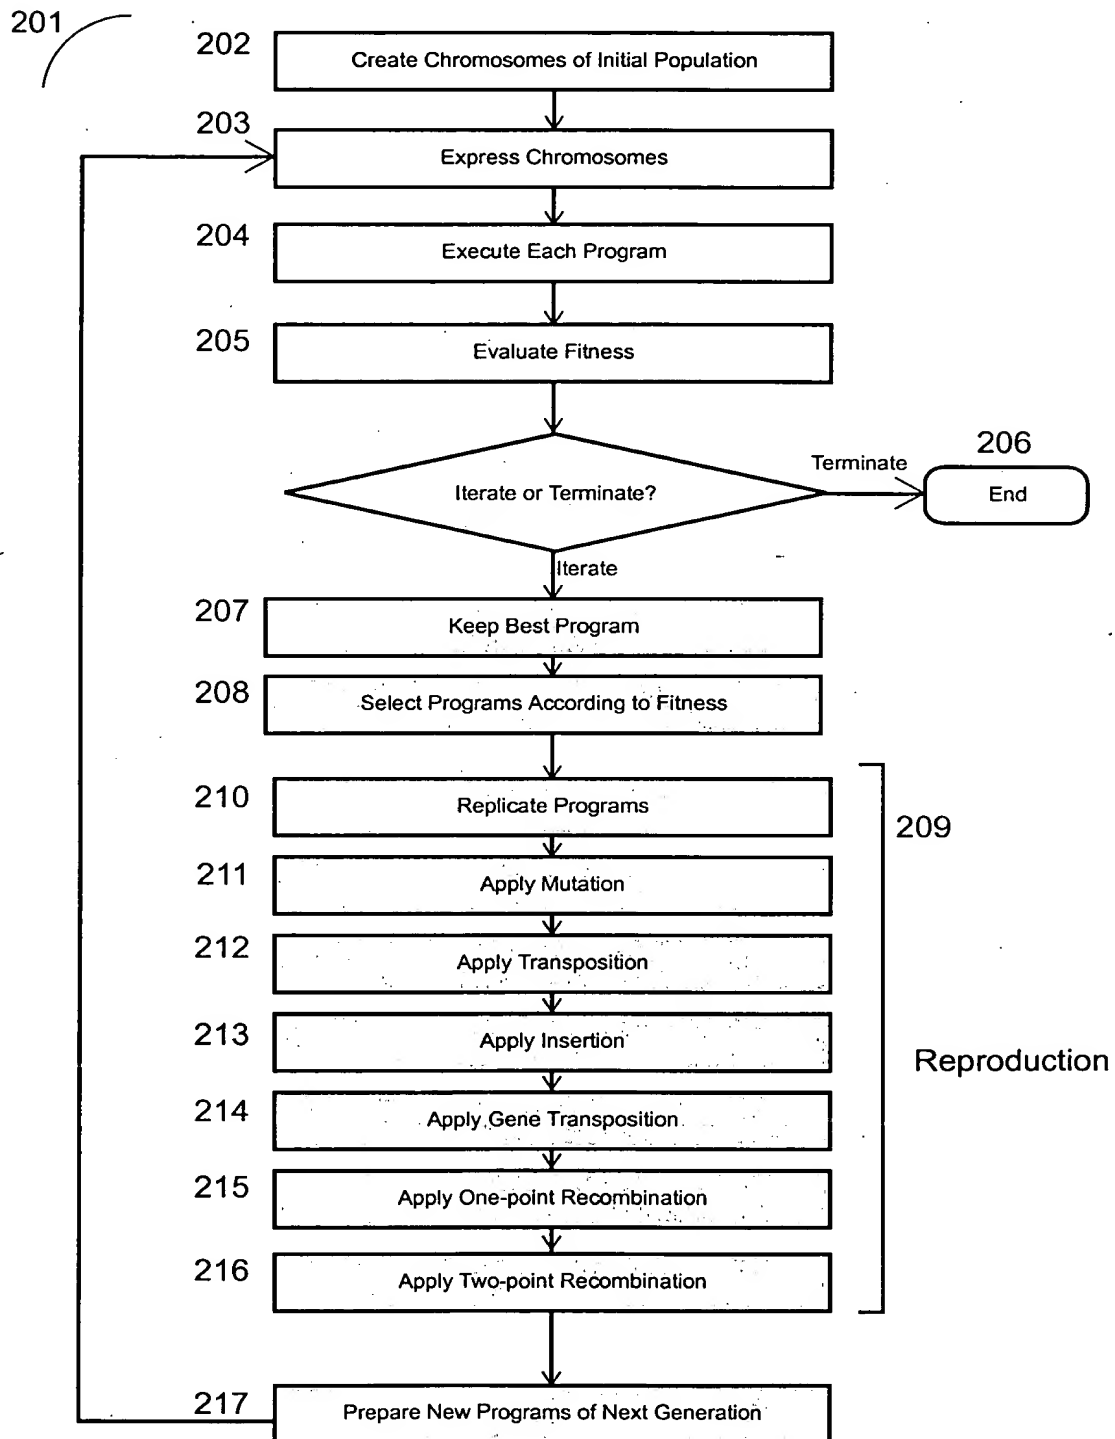 201
202
Create Chromosomes of Initial Population
203
Express Chromosomes
204
Execute Each Program
205
Evaluate Fitness
206
Terminate
Iterate or Terminate?
End
Iterate
207
Keep Best Program
208
Select Programs According to Fitness
210
Replicate Programs
209
211
Apply Mutation
212
Apply Transposition
213
Apply Insertion
Reproduction
214
Apply Gene Transposition
215
Apply One-point Recombination
216
Apply Two-point Recombination
217
Prepare New Programs of Next Generation